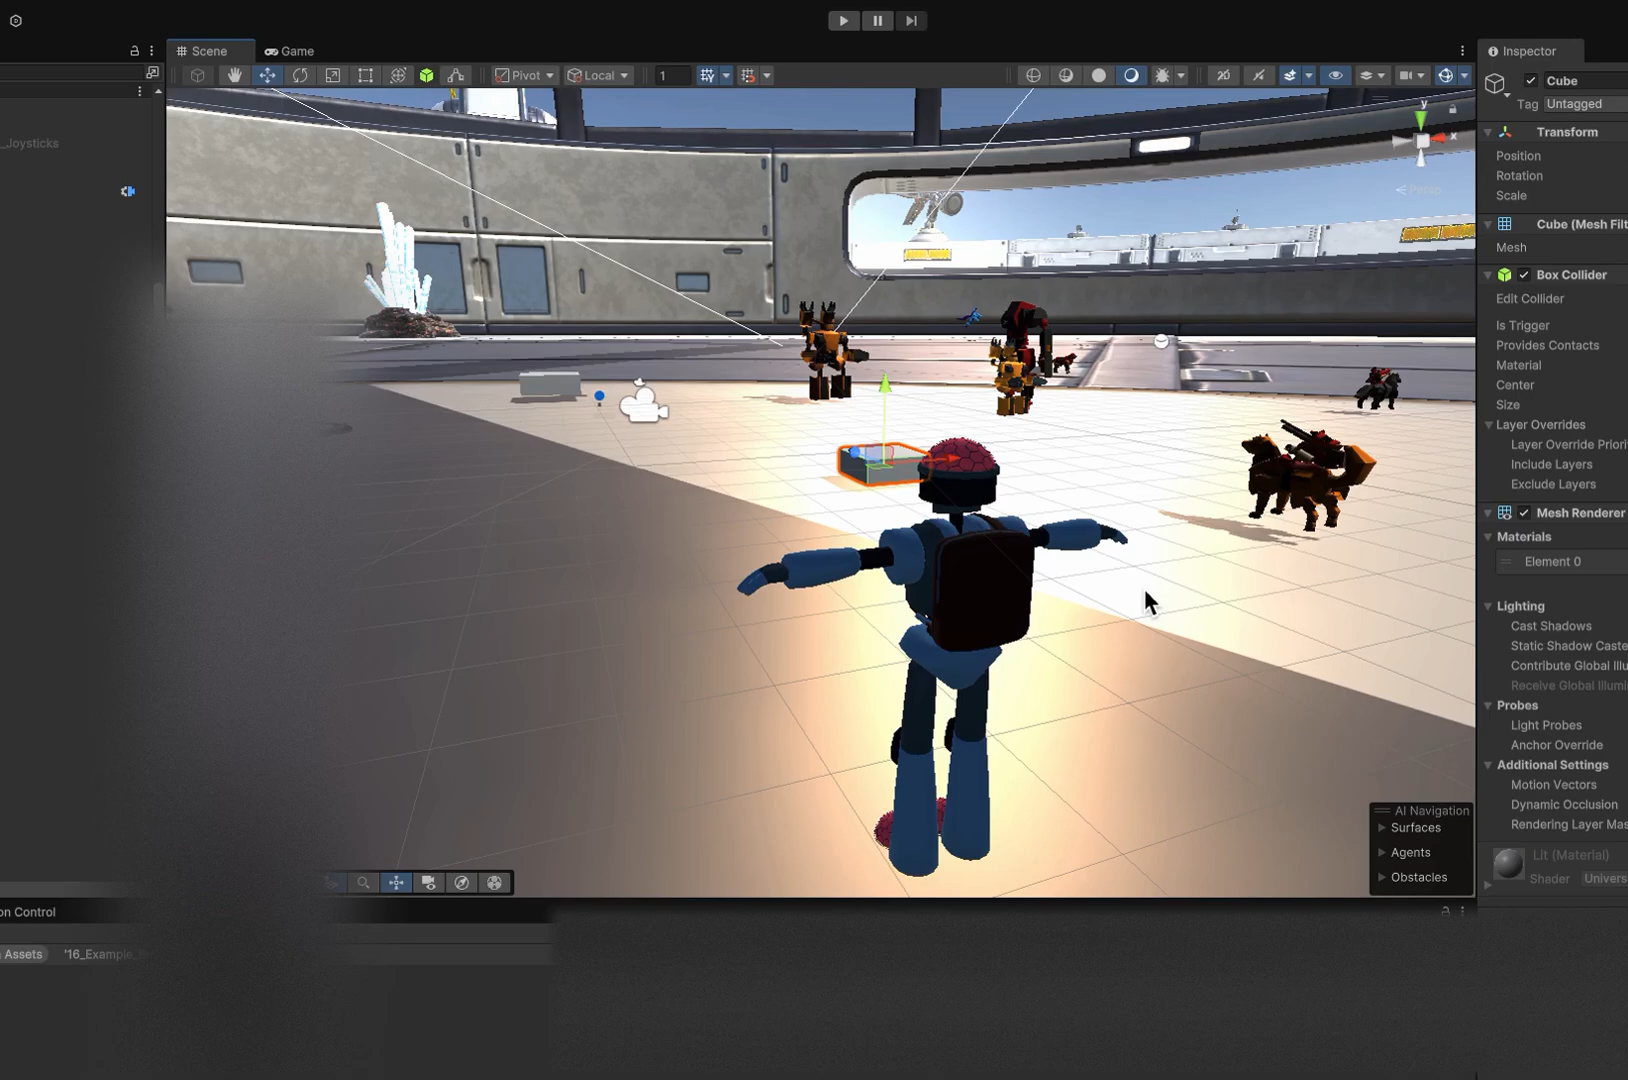 Scene
Game
Pivot
Local
1
2D
_Joysticks
y
x
Persp
AI Navigation
Surfaces
Agents
Obstacles
on Control
Assets
'16_Example_
Inspector
Cube
Tag Untagged
Transform
Position
Rotation
Scale
Cube (Mesh Filt
Mesh
Box Collider
Edit Collider
Is Trigger
Provides Contacts
Material
Center
Size
Layer Overrides
Layer Override Priori
Include Layers
Exclude Layers
Mesh Renderer
Materials
Element 0
Lighting
Cast Shadows
Static Shadow Caste
Contribute Global Illu
Receive Global Illumi
Probes
Light Probes
Anchor Override
Additional Settings
Motion Vectors
Dynamic Occlusion
Rendering Layer Mas
Lit (Material)
Shader Univers